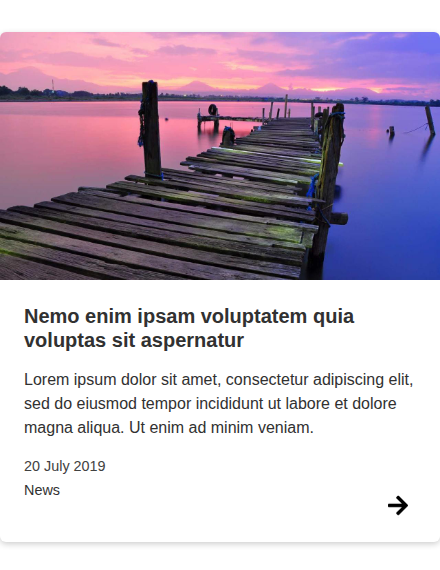 Nemo enim ipsam voluptatem quia
voluptas sit aspernatur
Lorem ipsum dolor sit amet, consectetur adipiscing elit,
sed do eiusmod tempor incididunt ut labore et dolore
magna aliqua. Ut enim ad minim veniam.
20 July 2019
News